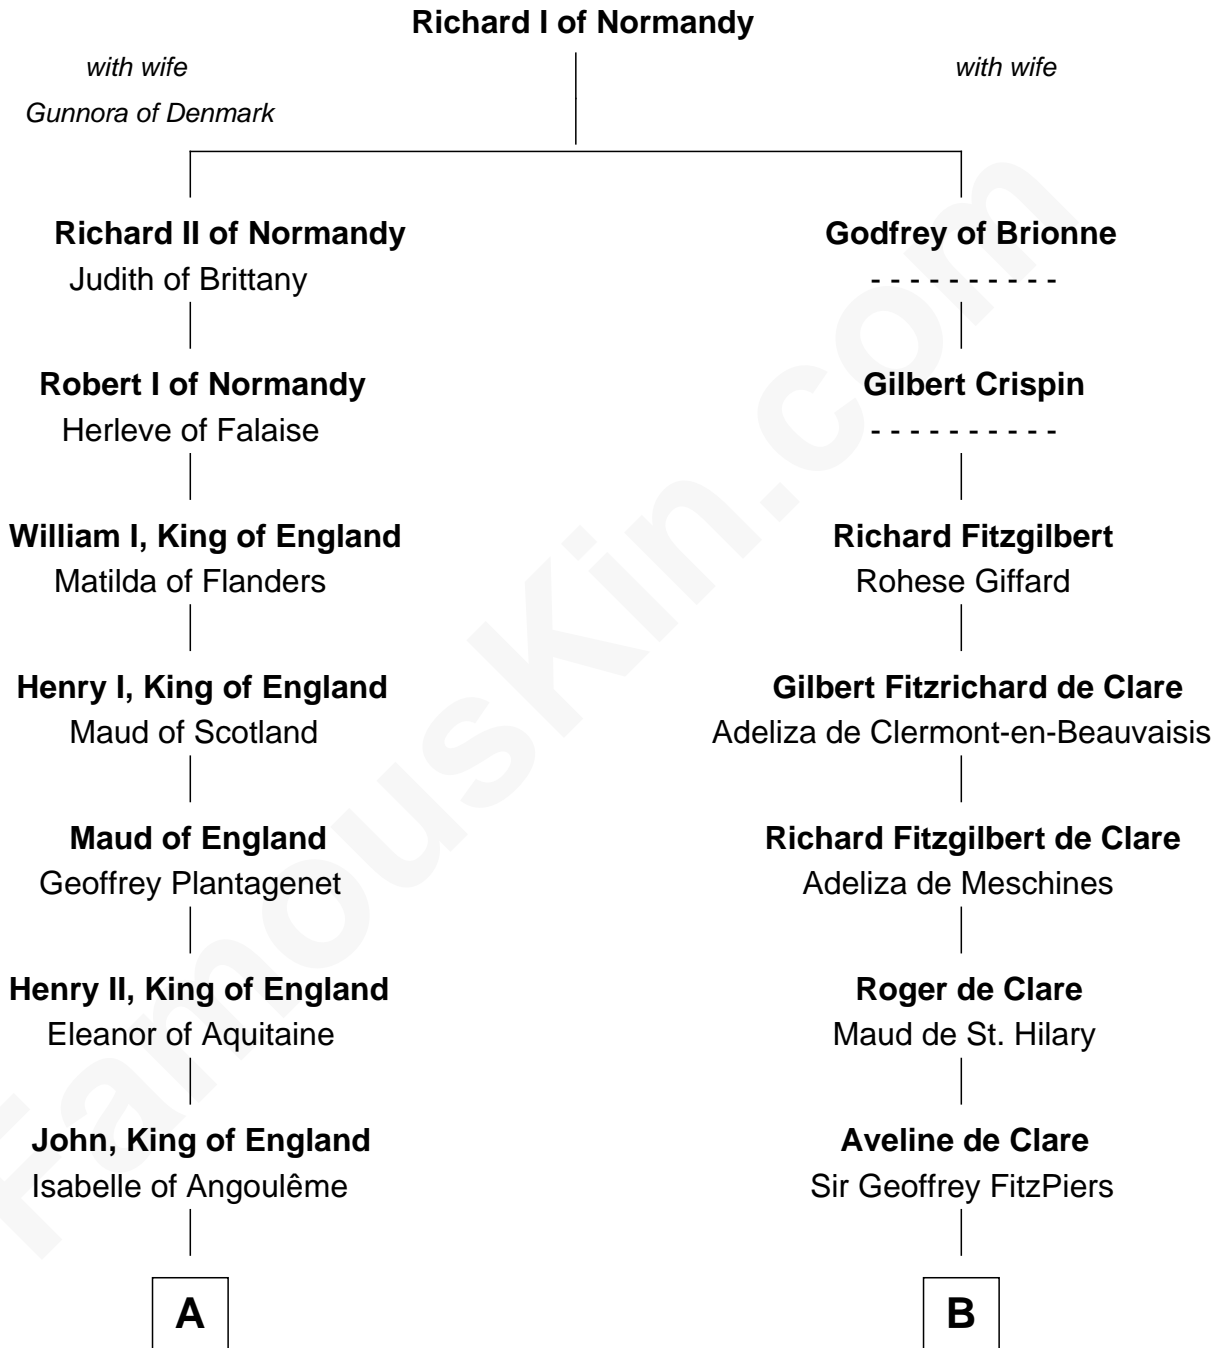 Richard I of Normandy
with wife
Gunnora of Denmark
with wife
Richard II of Normandy
Judith of Brittany
Robert I of Normandy
Herleve of Falaise
William I, King of England
Matilda of Flanders
Henry I, King of England
Maud of Scotland
Maud of England
Geoffrey Plantagenet
Henry II, King of England
Eleanor of Aquitaine
John, King of England
Isabelle of Angoulême
A
Godfrey of Brionne
- - - - - - - - - -
Gilbert Crispin
- - - - - - - - - -
Richard Fitzgilbert
Rohese Giffard
Gilbert Fitzrichard de Clare
Adeliza de Clermont-en-Beauvaisis
Richard Fitzgilbert de Clare
Adeliza de Meschines
Roger de Clare
Maud de St. Hilary
Aveline de Clare
Sir Geoffrey FitzPiers
B
FamousKin.com